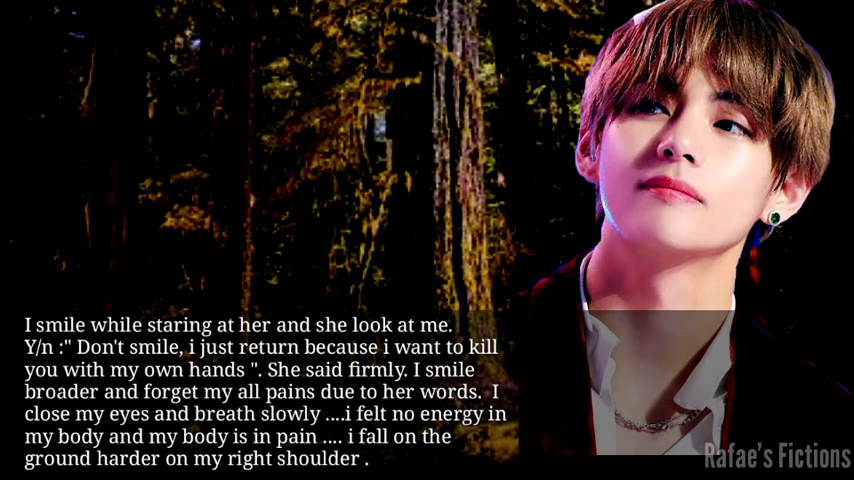 I smile while staring at her and she look at me.
Y/n :" Don't smile, i just return because i want to kill
you with my own hands ". She said firmly. I smile
broader and forget my all pains due to her words.  I
close my eyes and breath slowly ....i felt no energy in
my body and my body is in pain .... i fall on the
ground harder on my right shoulder .
Rafae's Fictions